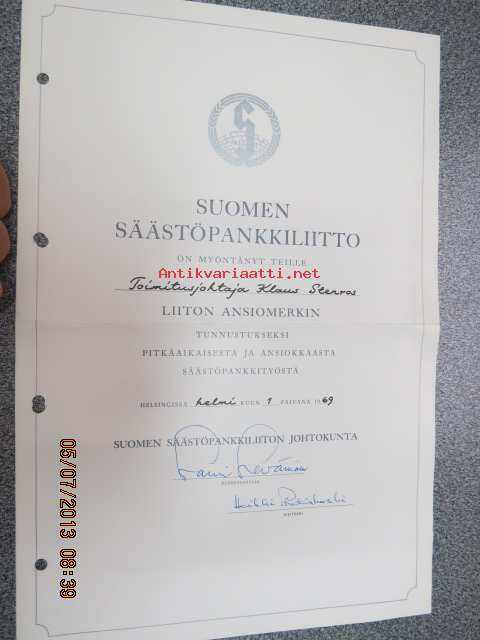 S
SUOMEN
SÄÄSTÖPANKKILIITTO
ON MYÖNTÄNYT TEILLE
Antikvariaatti.net
Toimitusjohtaja Klaus Stenros
LIITON ANSIOMERKIN
TUNNUSTUKSEKSI
PITKÄAIKAISESTA JA ANSIOKKAASTA
SÄÄSTÖPANKKITYÖSTÄ
HELSINGISSÄ helmi KUUN 1 PÄIVÄNÄ 1969
SUOMEN SÄÄSTÖPANKKILIITON JOHTOKUNTA
05/07/2013 08:39